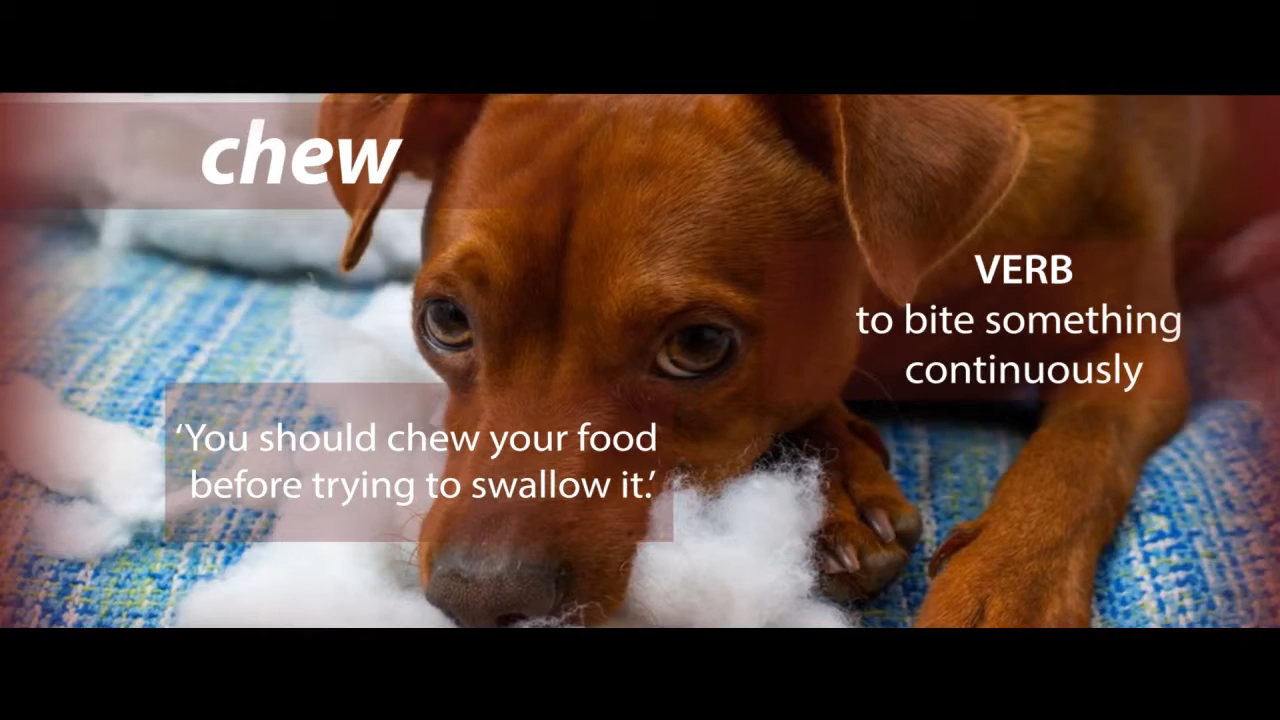 chew
VERB
to bite something
continuously
‘You should chew your food
before trying to swallow it.’